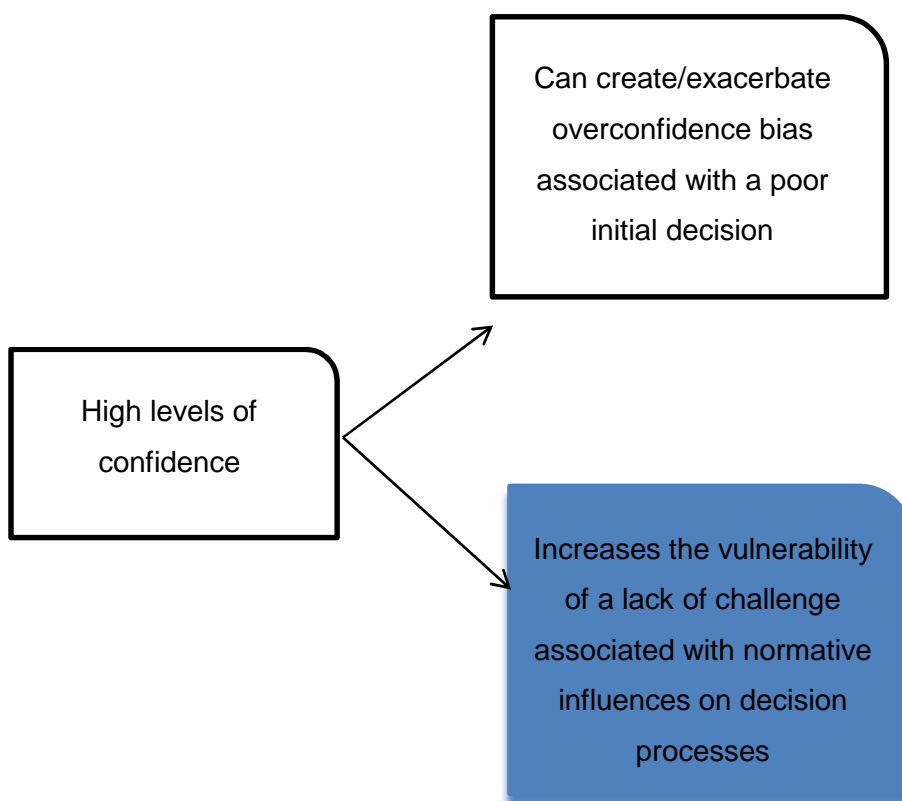 Can create/exacerbate
overconfidence bias
associated with a poor
initial decision
High levels of
confidence
Increases the vulnerability
of a lack of challenge
associated with normative
influences on decision
processes